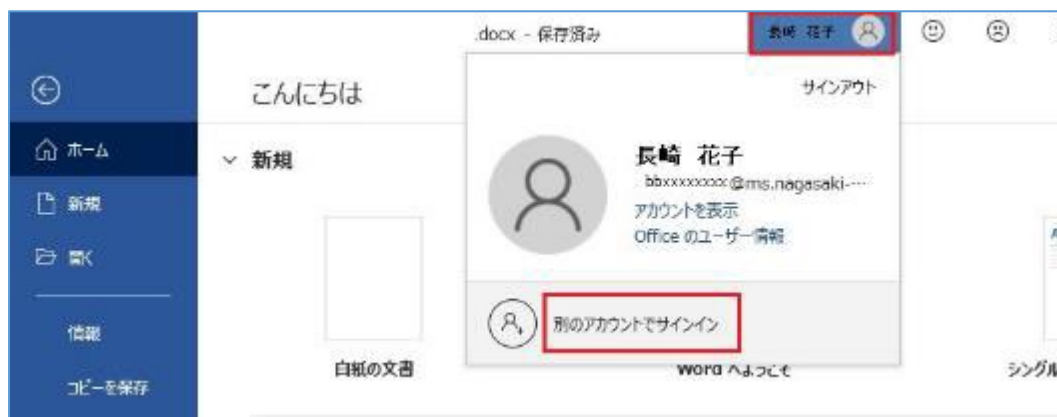 .docx - 保存済み
長崎 花子
こんにちは
サインアウト
ホーム
新規
新規
開く
長崎 花子
bbxxxxxxxx@ms.nagasaki-…
アカウントを表示
Office のユーザー情報
別のアカウントでサインイン
情報
コピーを保存
白紙の文書
Word へようこそ
シングル